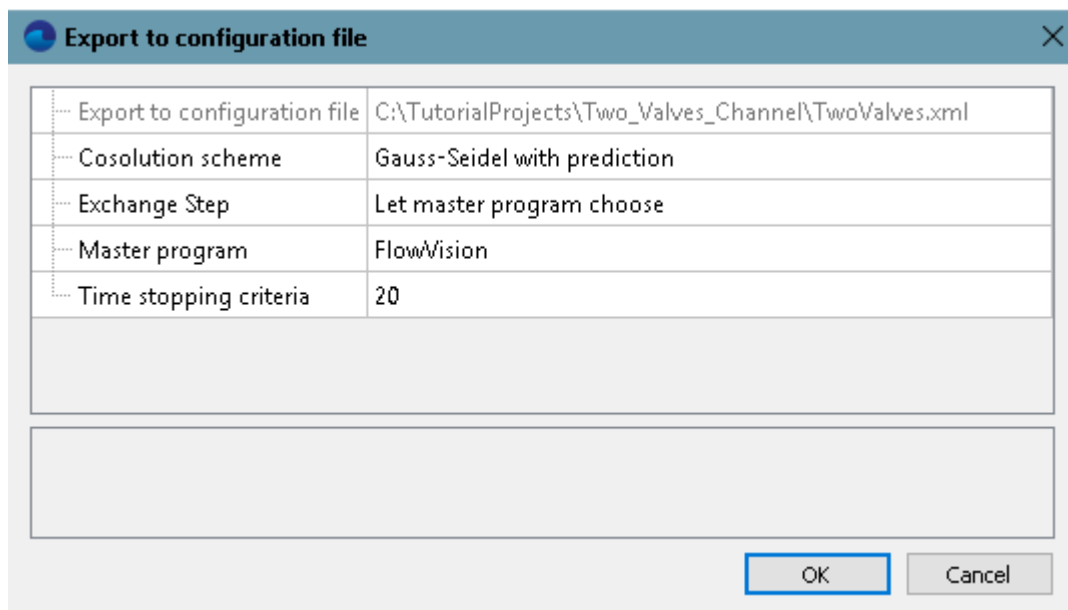 Export to configuration file
Export to configuration file C:\TutorialProjects\Two_Valves_Channel\TwoValves.xml
Cosolution scheme Gauss-Seidel with prediction
Exchange Step Let master program choose
Master program FlowVision
Time stopping criteria 20
OK Cancel